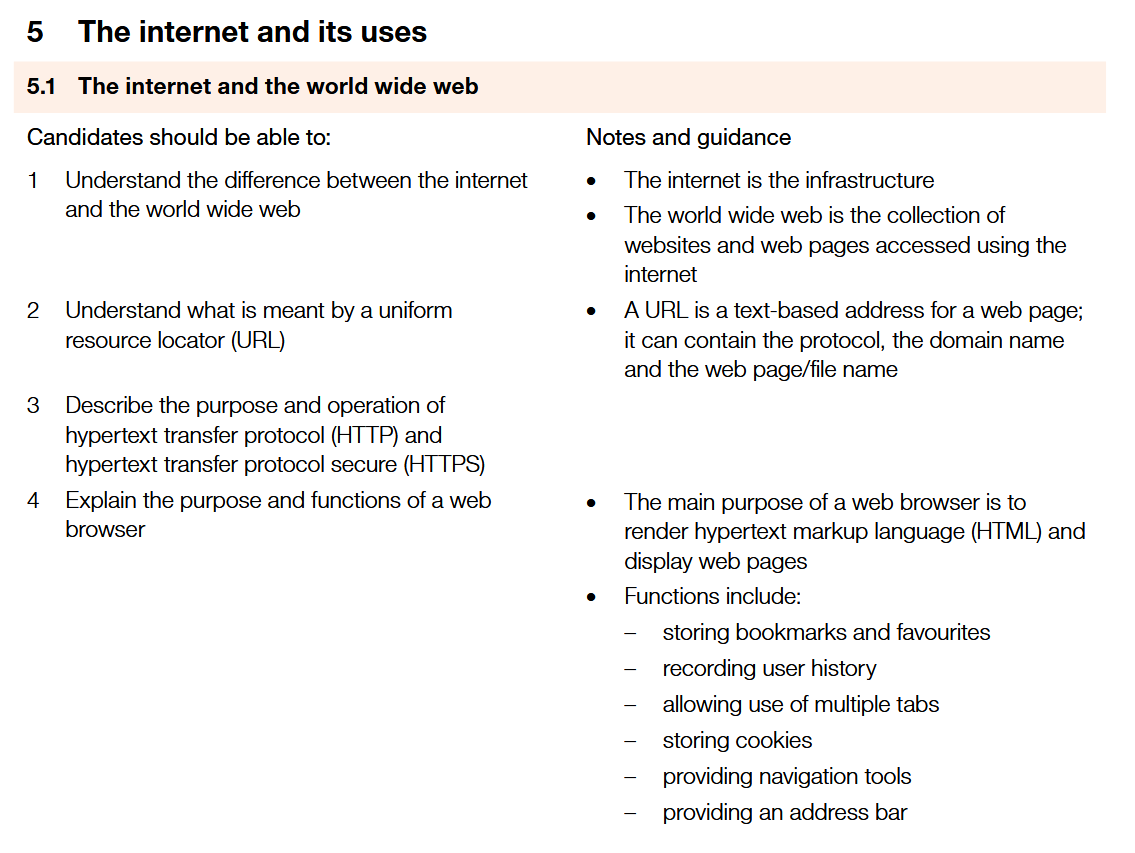 5 The internet and its uses
5.1 The internet and the world wide web
Candidates should be able to:
Notes and guidance
1 Understand the difference between the internet
and the world wide web
• The internet is the infrastructure
• The world wide web is the collection of
websites and web pages accessed using the
internet
2 Understand what is meant by a uniform
resource locator (URL)
• A URL is a text-based address for a web page;
it can contain the protocol, the domain name
and the web page/file name
3 Describe the purpose and operation of
hypertext transfer protocol (HTTP) and
hypertext transfer protocol secure (HTTPS)
4 Explain the purpose and functions of a web
browser
• The main purpose of a web browser is to
render hypertext markup language (HTML) and
display web pages
• Functions include:
– storing bookmarks and favourites
– recording user history
– allowing use of multiple tabs
– storing cookies
– providing navigation tools
– providing an address bar